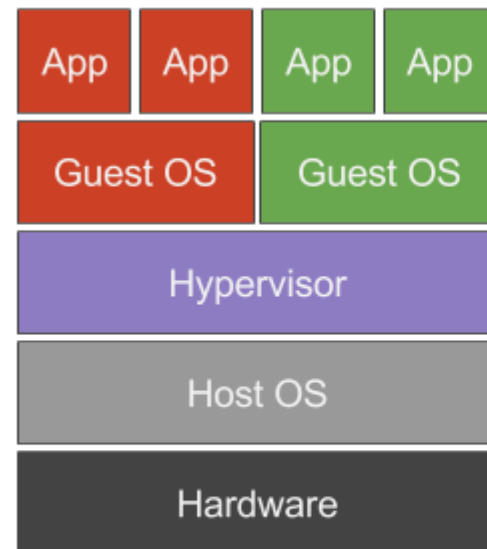 App App App App
Guest OS Guest OS
Hypervisor
Host OS
Hardware